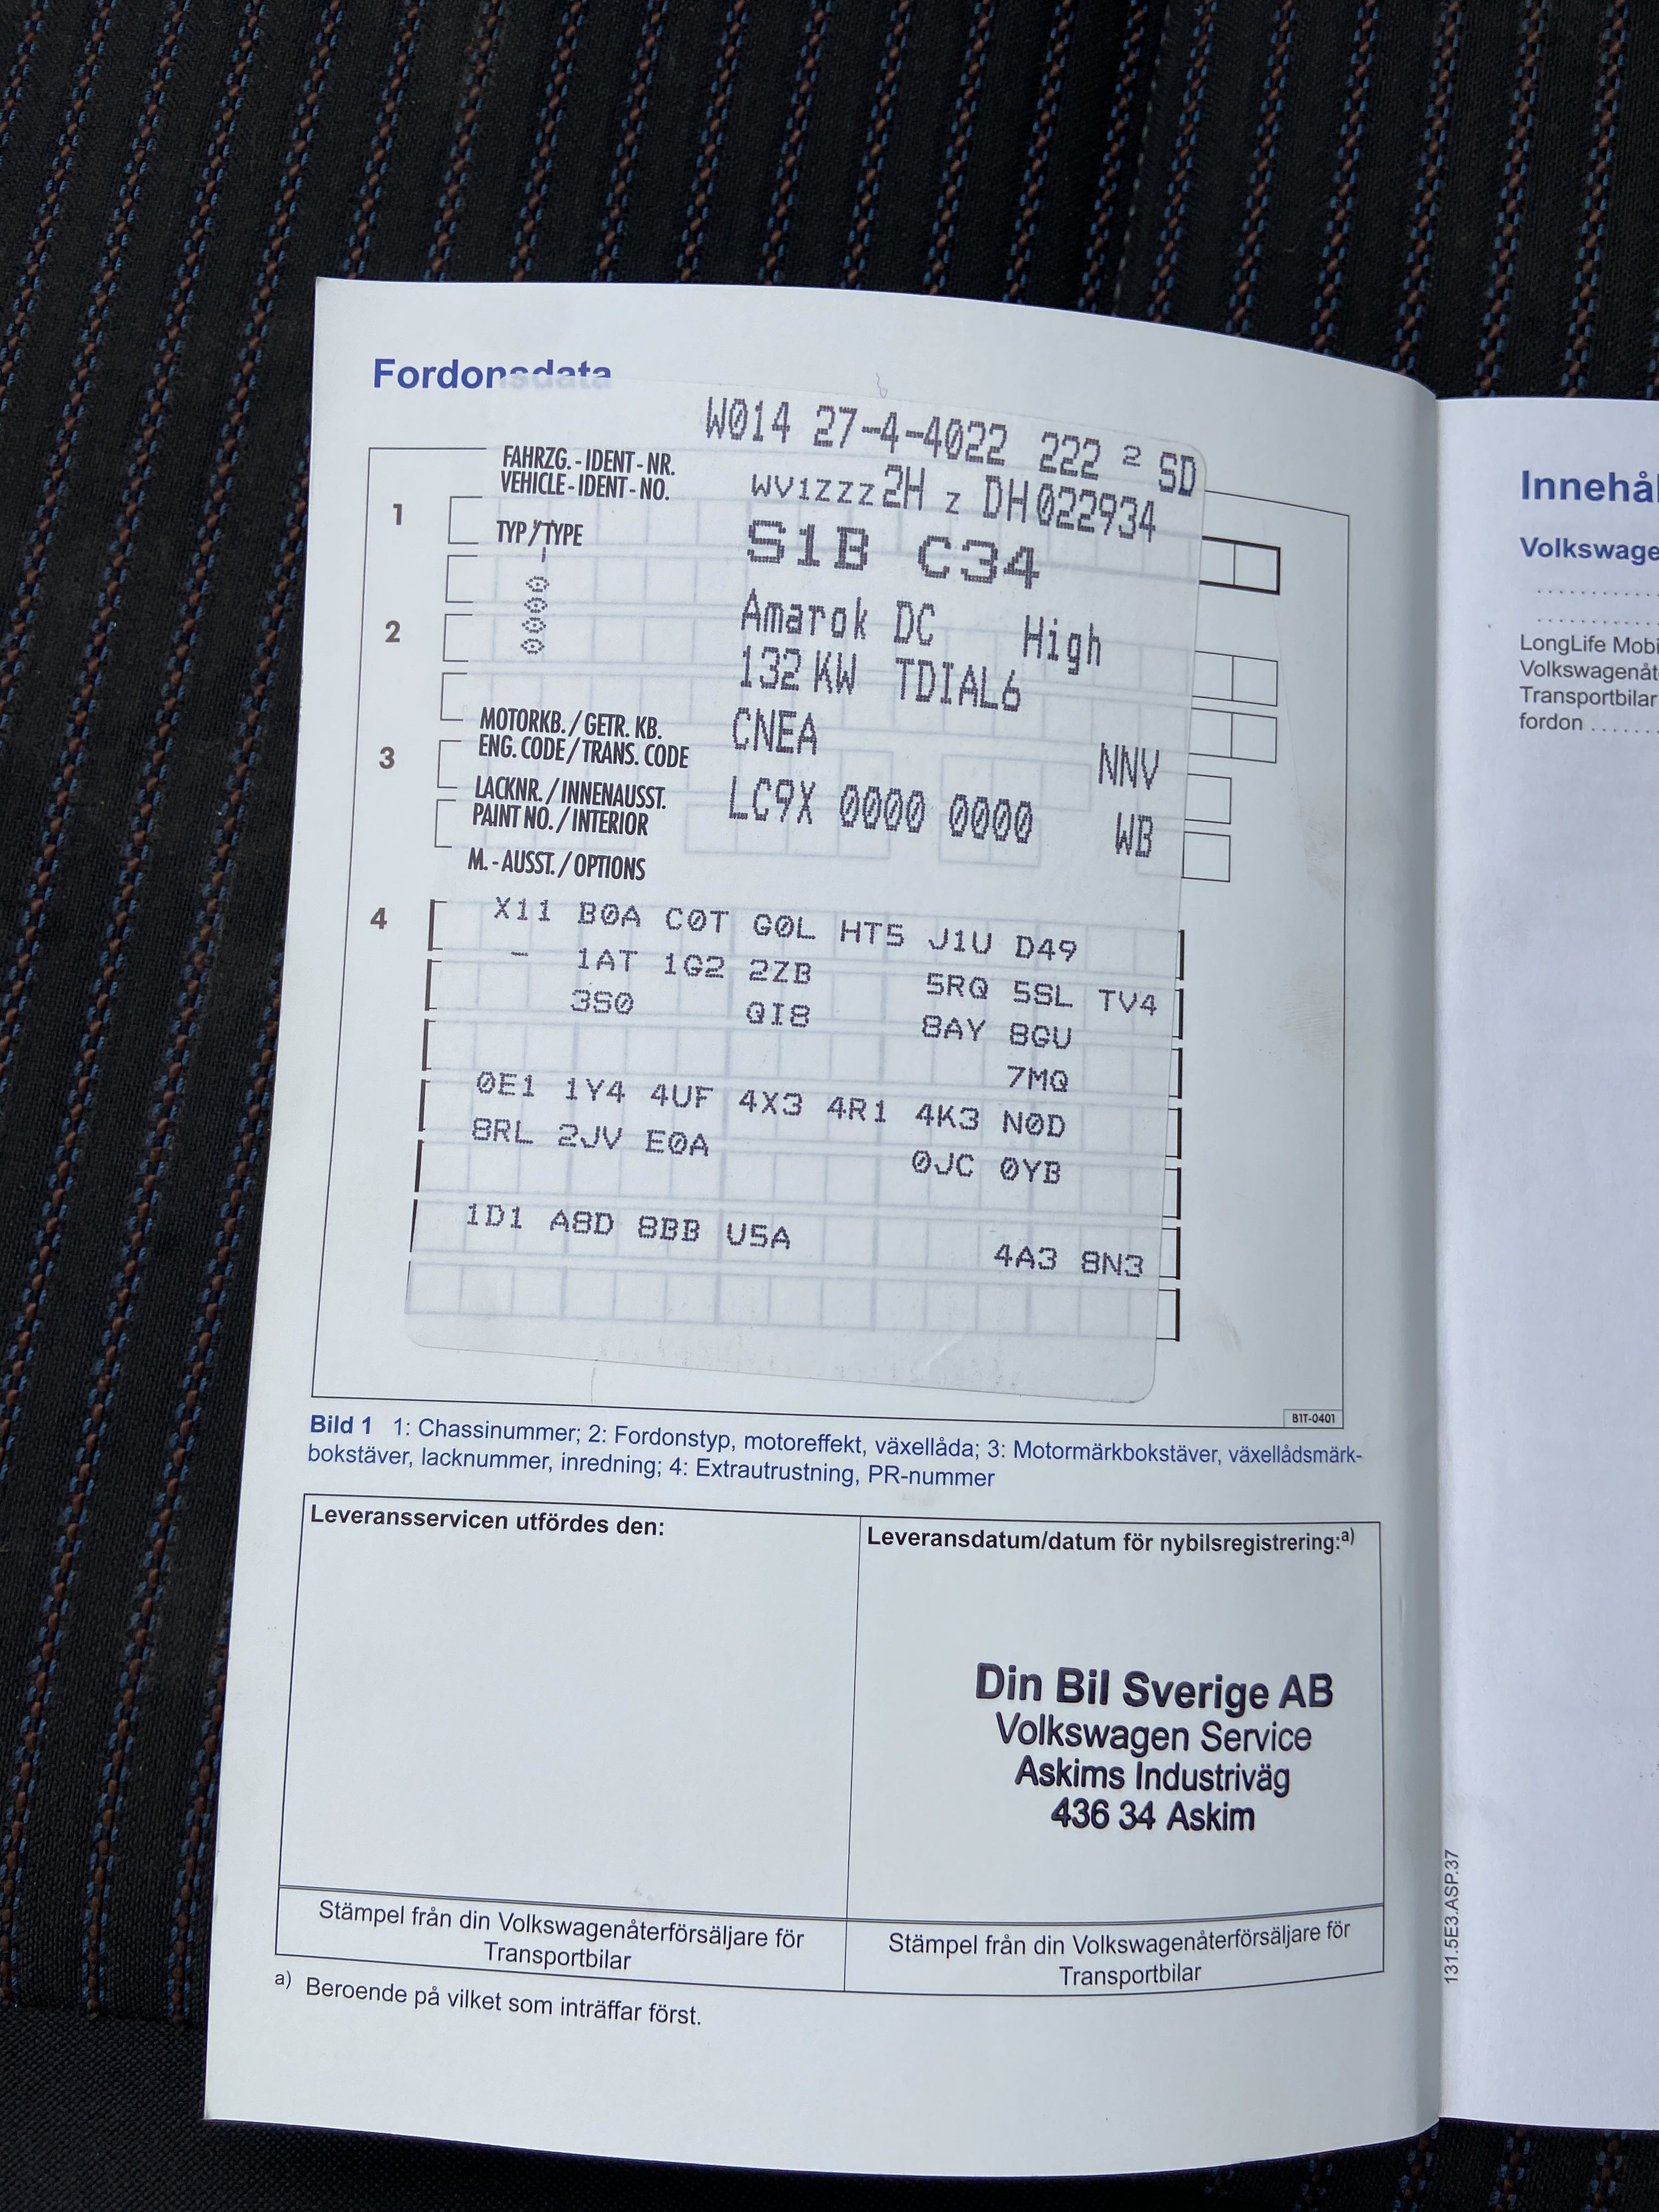 Fordonsdata
W014 27-4-4022 222 2 SD
FAHRZG.-IDENT-NR.
VEHICLE-IDENT-NO. WV1ZZZ2H Z DH022934
1
TYP/TYPE S1B C34
2
Amarok DC High
132 KW TDIAL6
MOTORKB./GETR. KB.
ENG. CODE/TRANS. CODE CNEA NNV
3
LACKNR./INNENAUSST.
PAINT NO./INTERIOR LC9X 0000 0000 WB
M.-AUSST./OPTIONS
4
X11 B0A C0T G0L HT5 J1U D49
- 1AT 1G2 2ZB 5RQ 5SL TV4
3S0 QI8 8AY 8GU
7MQ
0E1 1Y4 4UF 4X3 4R1 4K3 N0D
8RL 2JV E0A 0JC 0YB
1D1 A8D 8BB U5A 4A3 8N3
B1T-0401
Bild 1 1: Chassinummer; 2: Fordonstyp, motoreffekt, växellåda; 3: Motormärkbokstäver, växellådsmärk-
bokstäver, lacknummer, inredning; 4: Extrautrustning, PR-nummer
Leveransservicen utfördes den:
Leveransdatum/datum för nybilsregistrering:a)
Din Bil Sverige AB
Volkswagen Service
Askims Industriväg
436 34 Askim
Stämpel från din Volkswagenåterförsäljare för
Transportbilar
Stämpel från din Volkswagenåterförsäljare för
Transportbilar
a) Beroende på vilket som inträffar först.
131.5E3.ASP.37
Innehål
Volkswage
LongLife Mobi
Volkswagenåt
Transportbilar
fordon ........